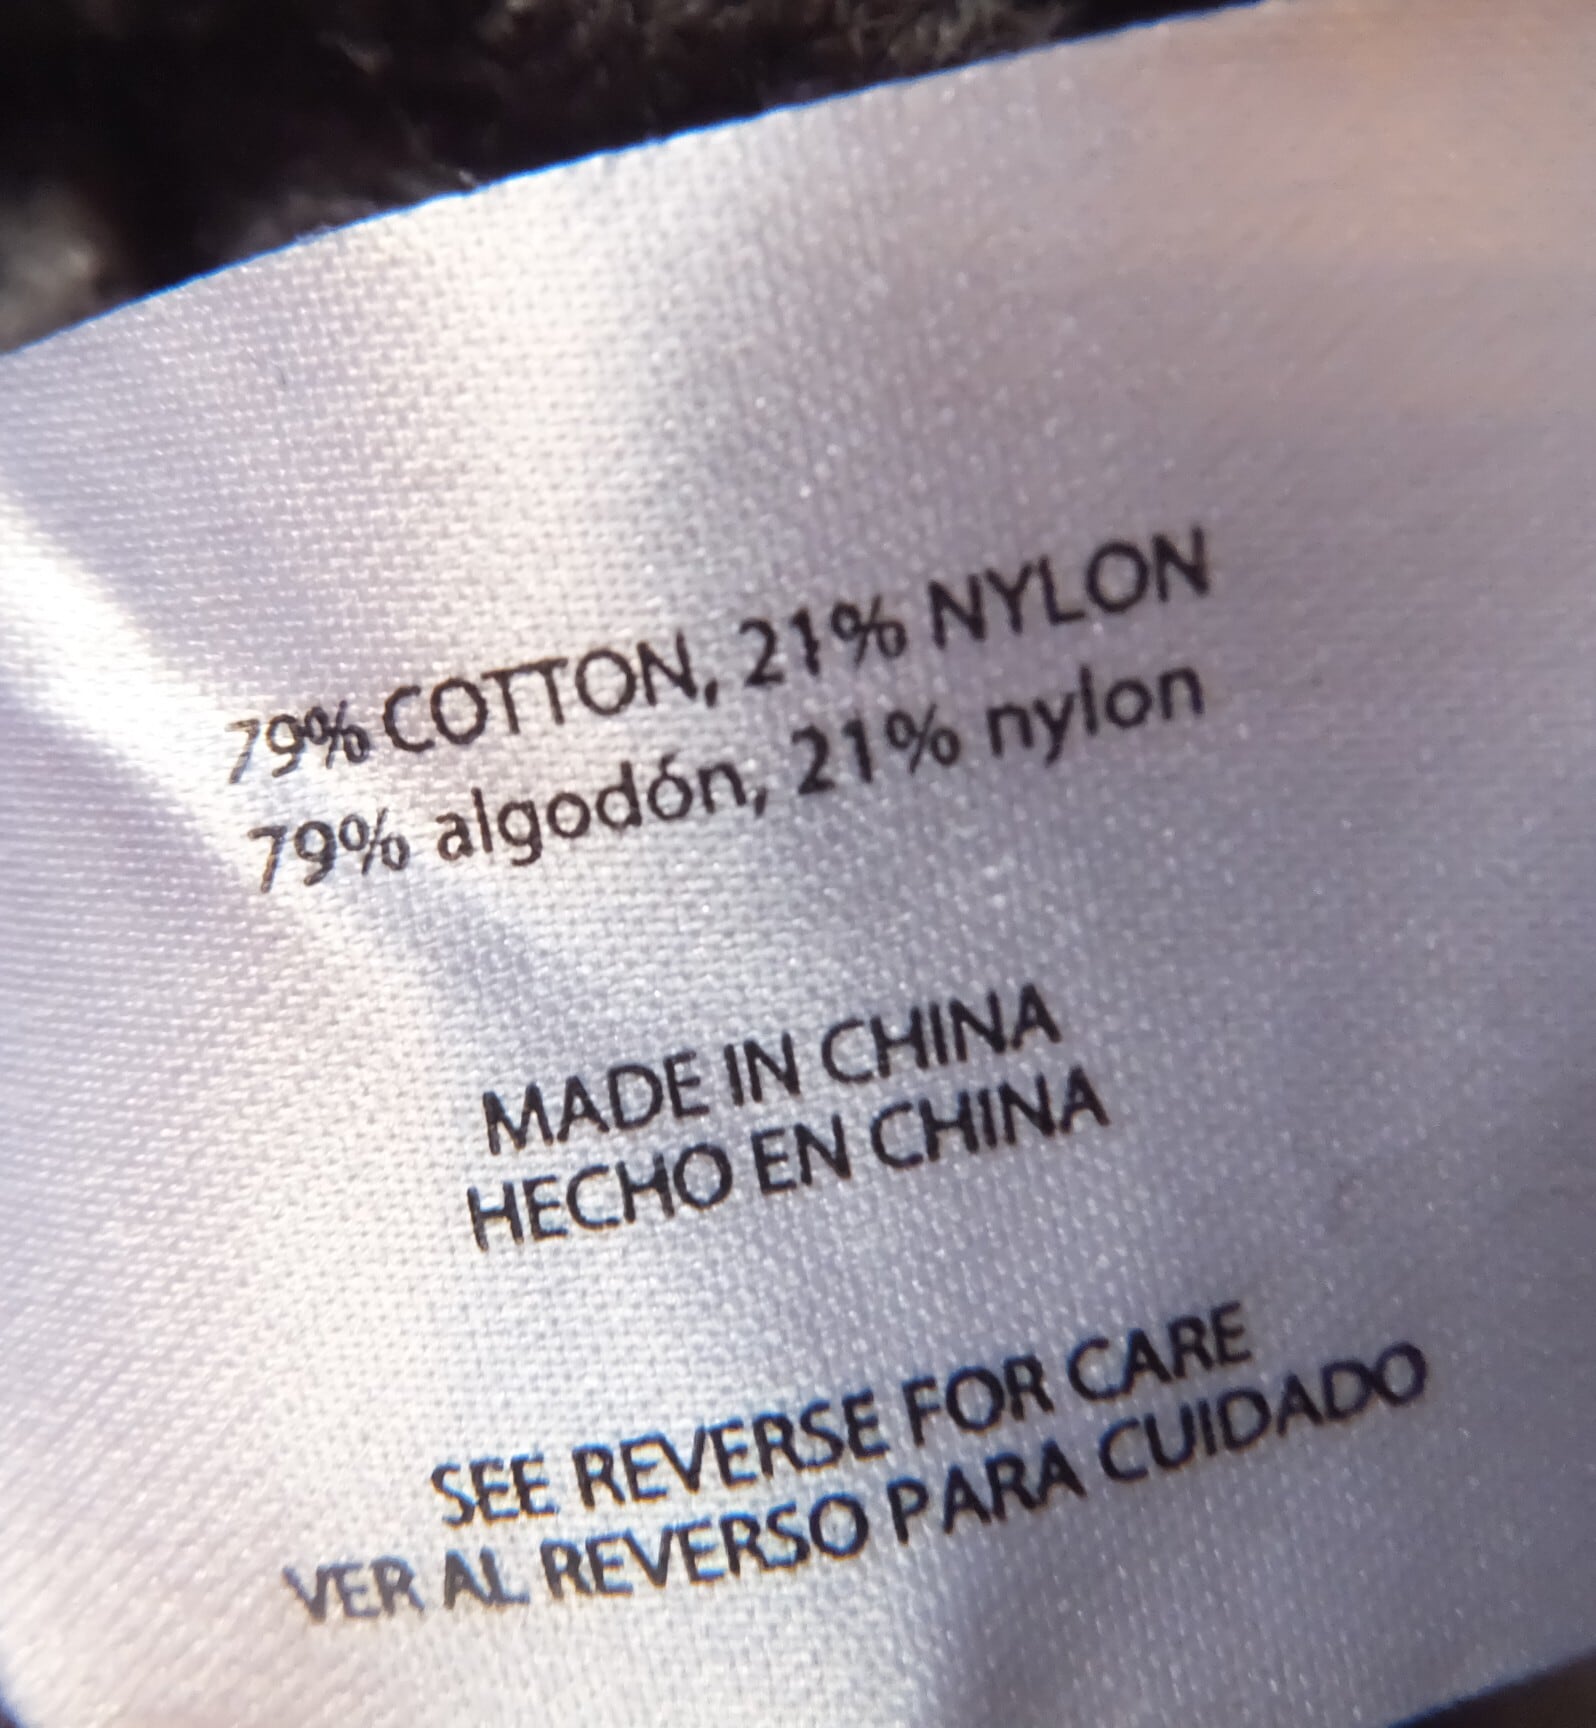 79% COTTON, 21% NYLON
79% algodón, 21% nylon
MADE IN CHINA
HECHO EN CHINA
SEE REVERSE FOR CARE
VER AL REVERSO PARA CUIDADO